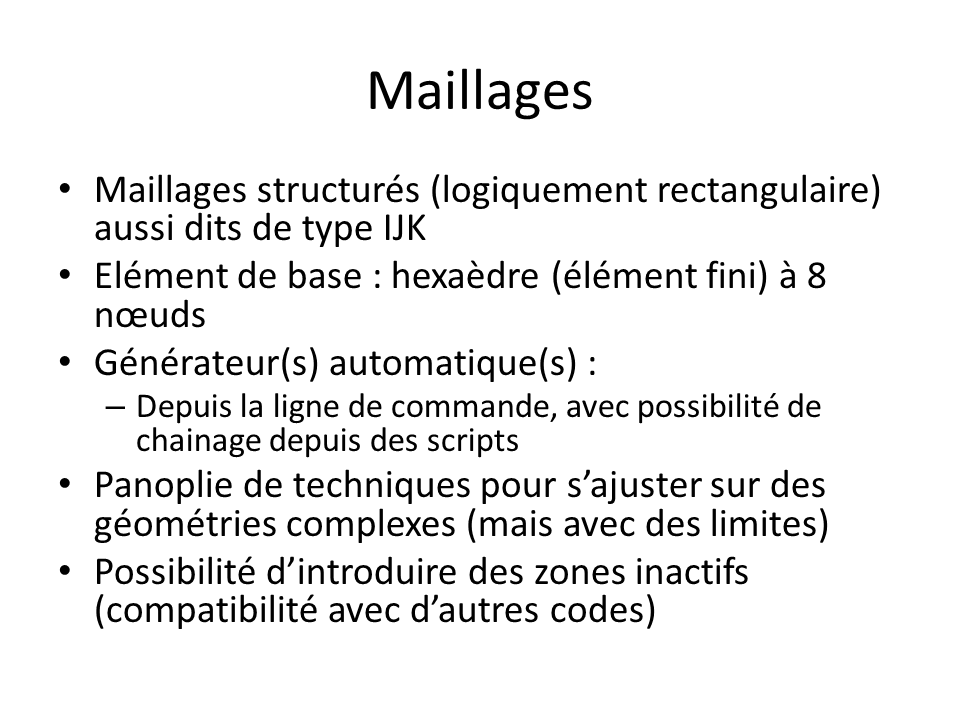 Maillages
• Maillages structurés (logiquement rectangulaire)
aussi dits de type IJK
• Elément de base : hexaèdre (élément fini) à 8
nœuds
• Générateur(s) automatique(s) :
– Depuis la ligne de commande, avec possibilité de
chainage depuis des scripts
• Panoplie de techniques pour s’ajuster sur des
géométries complexes (mais avec des limites)
• Possibilité d’introduire des zones inactifs
(compatibilité avec d’autres codes)